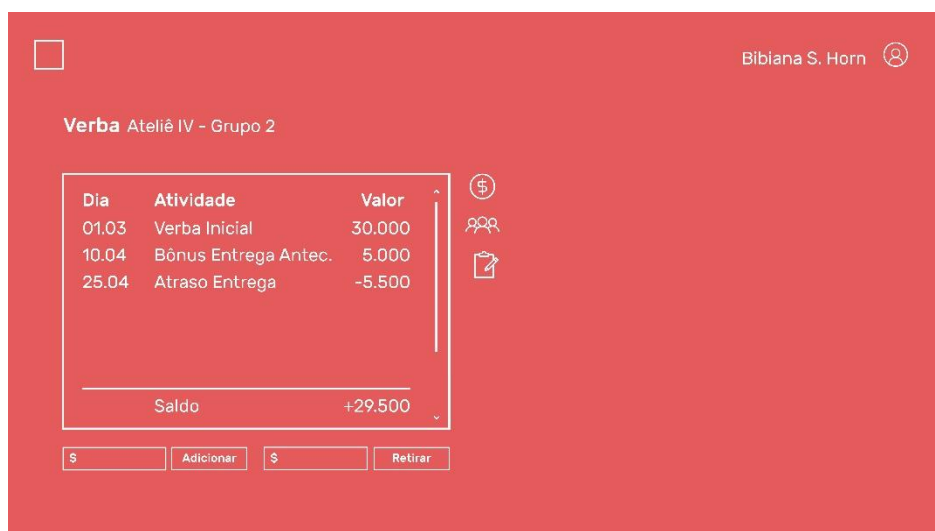 Bibiana S. Horn
Verba Ateliê IV - Grupo 2
Dia Atividade Valor
01.03 Verba Inicial 30.000
10.04 Bônus Entrega Antec. 5.000
25.04 Atraso Entrega -5.500
Saldo +29.500
$ Adicionar $ Retirar